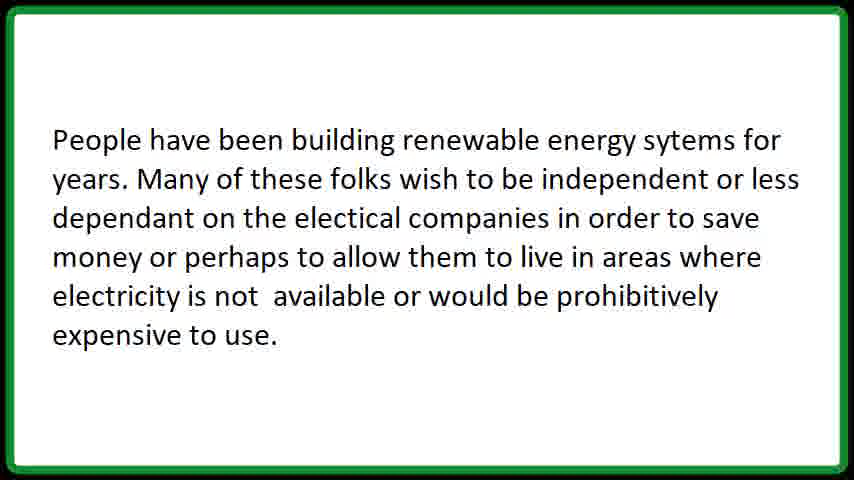 People have been building renewable energy sytems for
years. Many of these folks wish to be independent or less
dependant on the electical companies in order to save
money or perhaps to allow them to live in areas where
electricity is not  available or would be prohibitively
expensive to use.